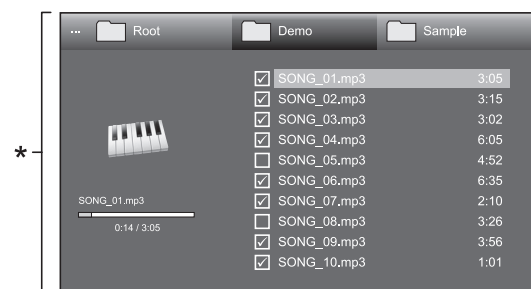 ... Root Demo Sample
SONG_01.mp3 3:05
SONG_02.mp3 3:15
SONG_03.mp3 3:02
SONG_04.mp3 6:05
SONG_05.mp3 4:52
SONG_06.mp3 6:35
SONG_07.mp3 2:10
SONG_08.mp3 3:26
SONG_09.mp3 3:56
SONG_10.mp3 1:01
SONG_01.mp3
0:14 / 3:05
*